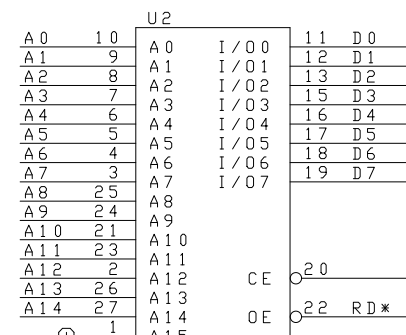 U2
A0 10 A0 I/O0 11 D0
A1 9 A1 I/O1 12 D1
A2 8 A2 I/O2 13 D2
A3 7 A3 I/O3 15 D3
A4 6 A4 I/O4 16 D4
A5 5 A5 I/O5 17 D5
A6 4 A6 I/O6 18 D6
A7 3 A7 I/O7 19 D7
A8 25 A8
A9 24 A9
A10 21 A10
A11 23 A11
A12 2 A12 CE 20
A13 26 A13
A14 27 A14 OE 22 RD*
1 A15